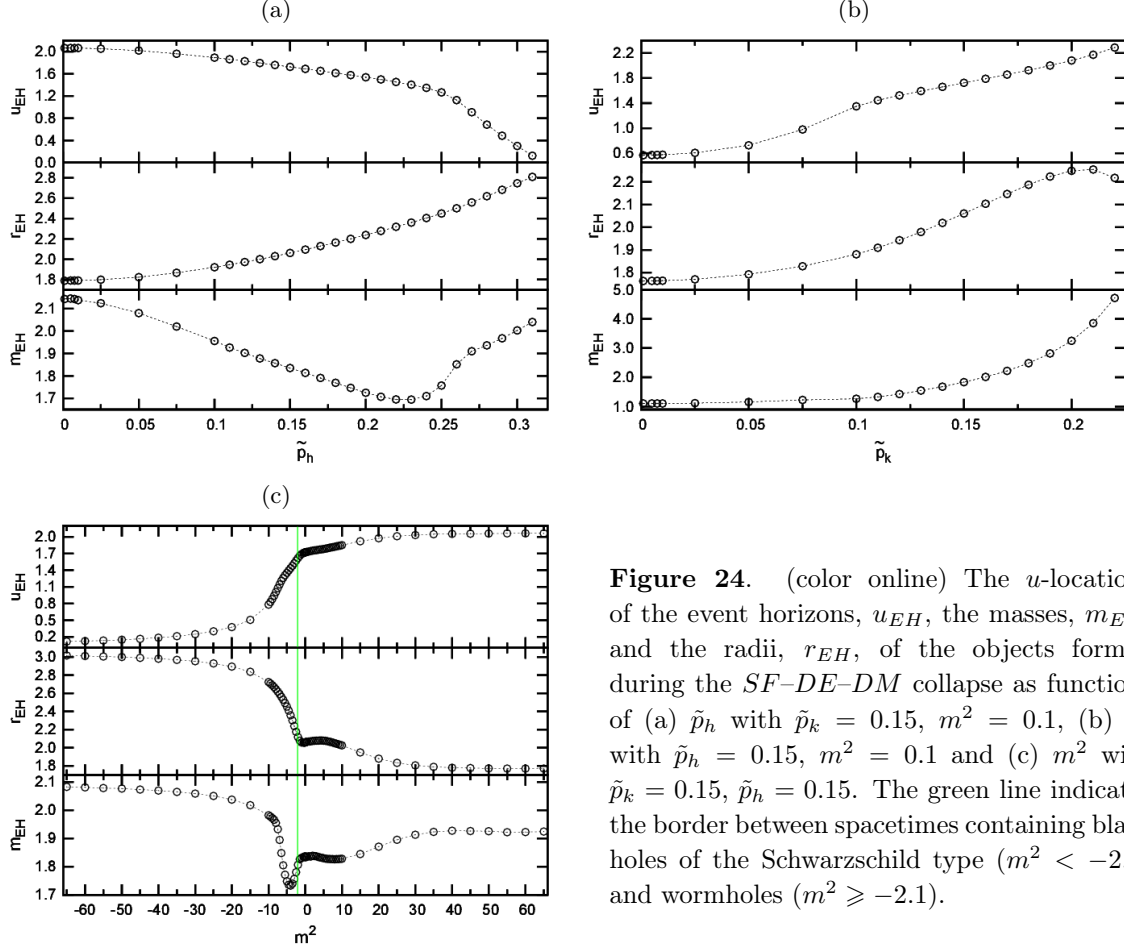 (a)
u_EH
2.0
1.6
1.2
0.8
0.4
0.0
r_EH
2.8
2.6
2.4
2.2
2.0
1.8
m_EH
2.1
2.0
1.9
1.8
1.7
0 0.05 0.1 0.15 0.2 0.25 0.3
p̃_h
(b)
u_EH
2.2
1.8
1.4
1.0
0.6
r_EH
2.2
2.1
2.0
1.9
1.8
m_EH
5.0
4.0
3.0
2.0
1.0
0 0.05 0.1 0.15 0.2
p̃_k
(c)
u_EH
2.0
1.7
1.4
1.1
0.8
0.5
0.2
r_EH
3.0
2.8
2.6
2.4
2.2
2.0
1.8
m_EH
2.1
2.0
1.9
1.8
1.7
-60 -50 -40 -30 -20 -10 0 10 20 30 40 50 60
m²
Figure 24. (color online) The u-location
of the event horizons, u_EH, the masses, m_E
and the radii, r_EH, of the objects form
during the SF–DE–DM collapse as function
of (a) p̃_h with p̃_k = 0.15, m² = 0.1, (b)
with p̃_h = 0.15, m² = 0.1 and (c) m² wi
p̃_k = 0.15, p̃_h = 0.15. The green line indicat
the border between spacetimes containing bla
holes of the Schwarzschild type (m² < −2.
and wormholes (m² ⩾ −2.1).